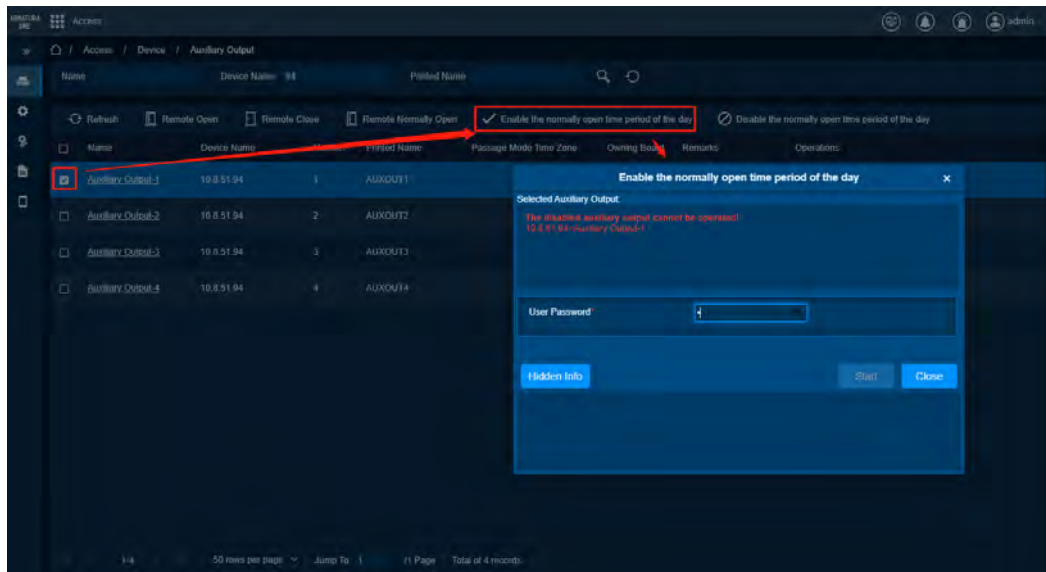 ARMATURA ONE Access admin
/ Access / Device / Auxiliary Output
Name Device Name 94 Printed Name
Refresh Remote Open Remote Close Remote Normally Open Enable the normally open time period of the day Disable the normally open time period of the day
Name Device Name Number Printed Name Passage Mode Time Zone Owning Board Remarks Operations
Auxiliary Output-1 10.8.51.94 1 AUXOUT1
Enable the normally open time period of the day
Selected Auxiliary Output
The disabled auxiliary output cannot be operated!
10.8.51.94-Auxiliary Output-1
Auxiliary Output-2 10.8.51.94 2 AUXOUT2
Auxiliary Output-3 10.8.51.94 3 AUXOUT3
Auxiliary Output-4 10.8.51.94 4 AUXOUT4
User Password*
Hidden Info Start Close
1-4 50 rows per page Jump To 1 /1 Page Total of 4 records